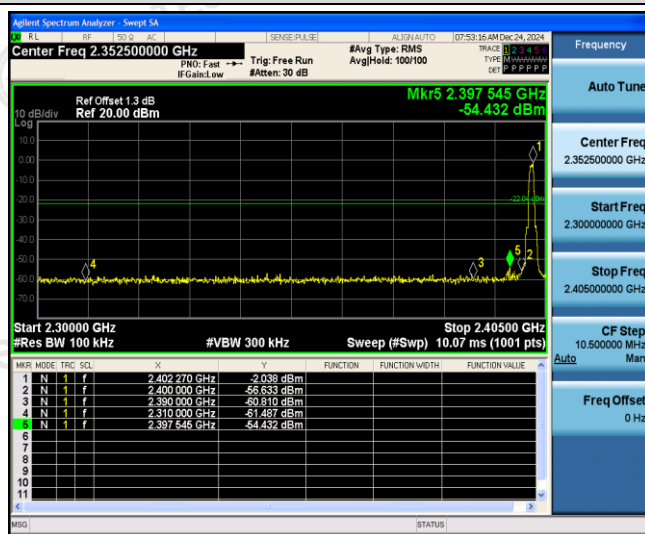 Agilent Spectrum Analyzer - Swept SA
RL RF 50 Ω AC SENSE:PULSE ALIGN AUTO 07:53:16 AM Dec 24, 2024
Center Freq 2.352500000 GHz #Avg Type: RMS TRACE 1 2 3 4 5 6
PNO: Fast Trig: Free Run Avg|Hold: 100/100 TYPE M
IFGain:Low #Atten: 30 dB DET P P P P P P
Mkr5 2.397 545 GHz
-54.432 dBm
Ref Offset 1.3 dB
10 dB/div Ref 20.00 dBm
Log
10.0
0.00
-10.0
-20.0
-30.0
-40.0
-50.0
-60.0
-70.0
1
-22.04 dBm
4
3
5
2
Start 2.30000 GHz Stop 2.40500 GHz
#Res BW 100 kHz #VBW 300 kHz Sweep (#Swp) 10.07 ms (1001 pts)
MKR MODE TRC SCL X Y FUNCTION FUNCTION WIDTH FUNCTION VALUE
1 N 1 f 2.402 270 GHz -2.038 dBm
2 N 1 f 2.400 000 GHz -56.633 dBm
3 N 1 f 2.390 000 GHz -60.810 dBm
4 N 1 f 2.310 000 GHz -61.487 dBm
5 N 1 f 2.397 545 GHz -54.432 dBm
6
7
8
9
10
11
MSG STATUS
Frequency
Auto Tune
Center Freq
2.352500000 GHz
Start Freq
2.300000000 GHz
Stop Freq
2.405000000 GHz
CF Step
10.500000 MHz
Auto Man
Freq Offset
0 Hz